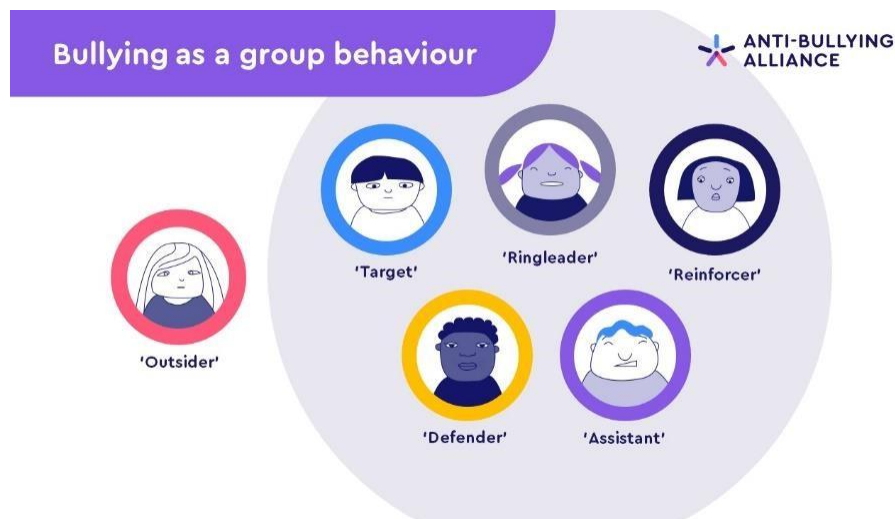 Bullying as a group behaviour
ANTI-BULLYING
ALLIANCE
'Target'
'Ringleader'
'Reinforcer'
'Outsider'
'Defender'
'Assistant'